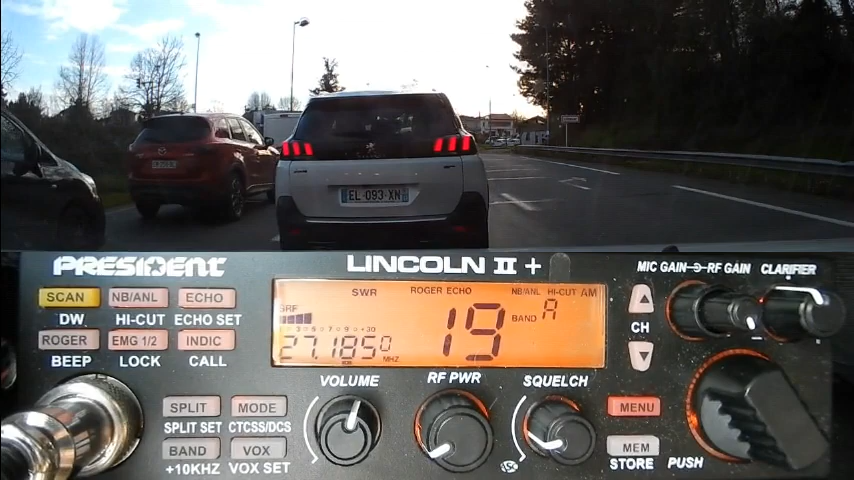 EL-093-XN
PRESIDENT
LINCOLN II +
MIC GAIN RF GAIN CLARIFIER
SCAN NB/ANL ECHO
DW. HI-CUT ECHO SET
ROGER EMG 1/2 INDIC
BEEP LOCK CALL
SWR ROGER ECHO NB/ANL HI-CUT AM
19 BAND A
27.1850 MHZ
CH
VOLUME RF PWR SQUELCH
SPLIT MODE
SPLIT SET CTCSS/DCS
BAND VOX
+10KHZ VOX SET
MENU
MEM
STORE PUSH